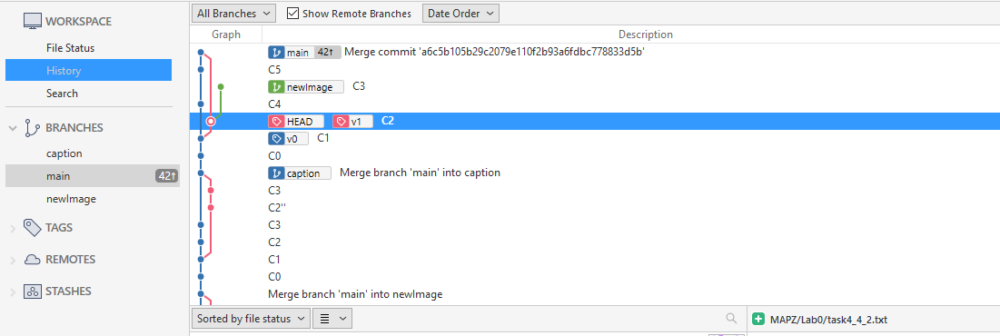 WORKSPACE
File Status
History
Search
BRANCHES
caption
main 42↑
newImage
TAGS
REMOTES
STASHES
All Branches Show Remote Branches Date Order
Graph Description
main 42↑ Merge commit 'a6c5b105b29c2079e110f2b93a6fdbc778833d5b'
C5
newImage C3
C4
HEAD v1 C2
v0 C1
C0
caption Merge branch 'main' into caption
C3
C2''
C3
C2
C1
C0
Merge branch 'main' into newImage
Sorted by file status
MAPZ/Lab0/task4_4_2.txt